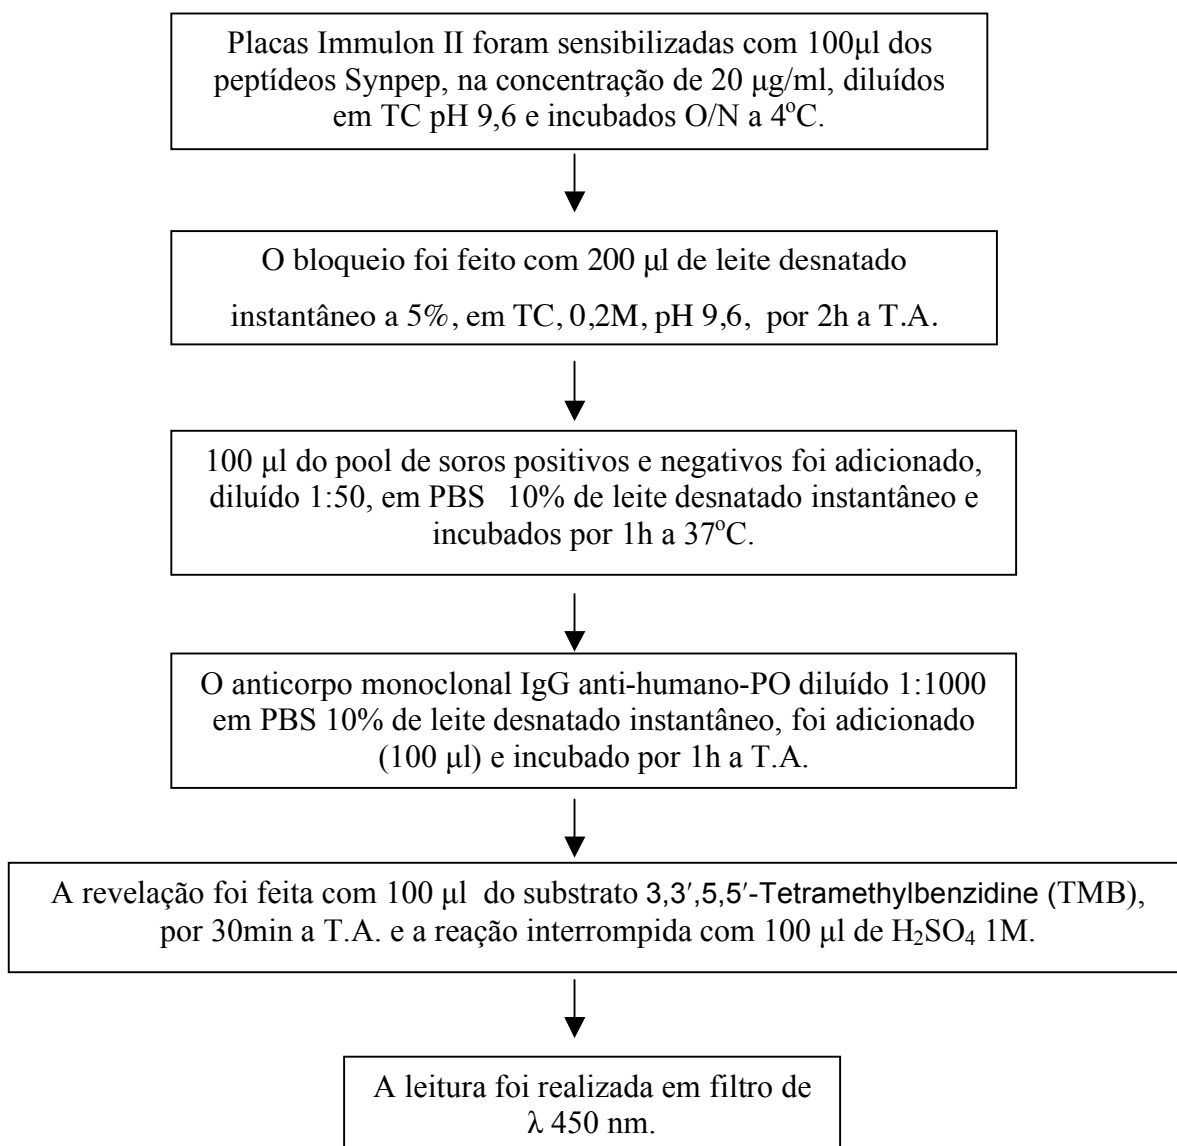 Placas Immulon II foram sensibilizadas com 100μl dos
peptídeos Synpep, na concentração de 20 μg/ml, diluídos
em TC pH 9,6 e incubados O/N a 4ºC.
O bloqueio foi feito com 200 μl de leite desnatado
instantâneo a 5%, em TC, 0,2M, pH 9,6, por 2h a T.A.
100 μl do pool de soros positivos e negativos foi adicionado,
diluído 1:50, em PBS 10% de leite desnatado instantâneo e
incubados por 1h a 37ºC.
O anticorpo monoclonal IgG anti-humano-PO diluído 1:1000
em PBS 10% de leite desnatado instantâneo, foi adicionado
(100 μl) e incubado por 1h a T.A.
A revelação foi feita com 100 μl do substrato 3,3′,5,5′-Tetramethylbenzidine (TMB),
por 30min a T.A. e a reação interrompida com 100 μl de H₂SO₄ 1M.
A leitura foi realizada em filtro de
λ 450 nm.